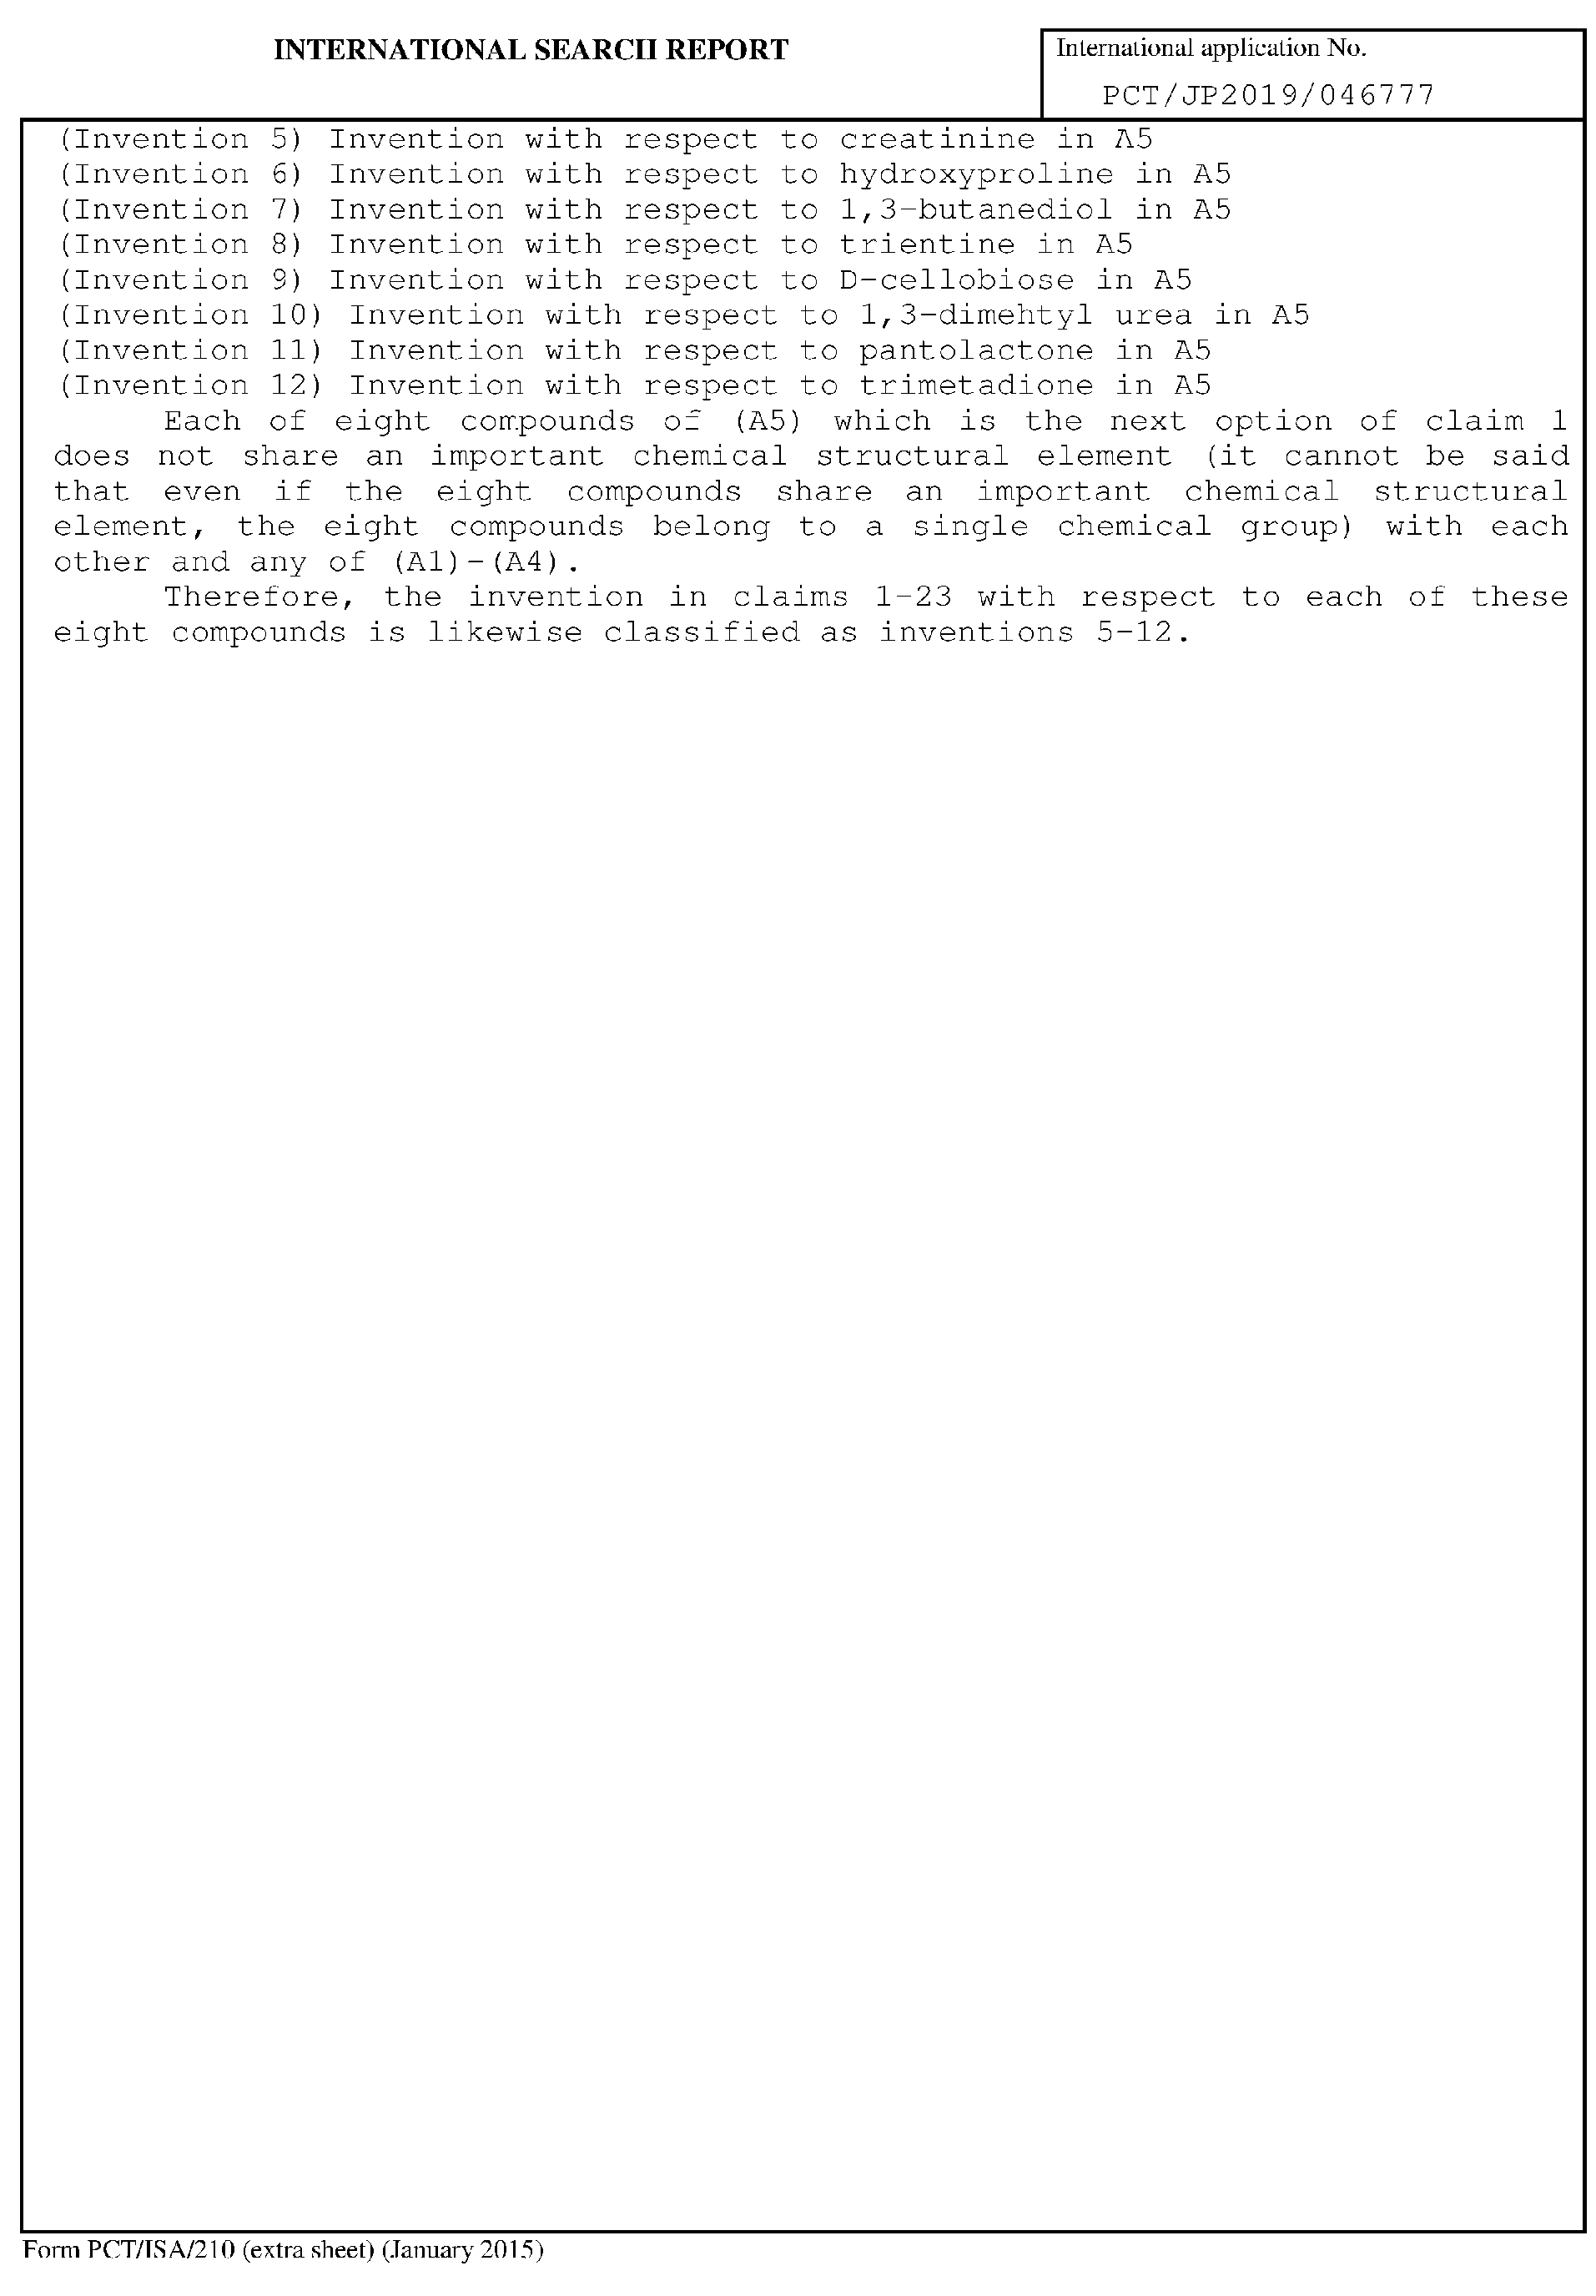 INTERNATIONAL SEARCH REPORT
International application No.
PCT/JP2019/046777
(Invention 5) Invention with respect to creatinine in A5
(Invention 6) Invention with respect to hydroxyproline in A5
(Invention 7) Invention with respect to 1,3-butanediol in A5
(Invention 8) Invention with respect to trientine in A5
(Invention 9) Invention with respect to D-cellobiose in A5
(Invention 10) Invention with respect to 1,3-dimehtyl urea in A5
(Invention 11) Invention with respect to pantolactone in A5
(Invention 12) Invention with respect to trimetadione in A5
Each of eight compounds of (A5) which is the next option of claim 1
does not share an important chemical structural element (it cannot be said
that even if the eight compounds share an important chemical structural
element, the eight compounds belong to a single chemical group) with each
other and any of (A1)-(A4).
Therefore, the invention in claims 1-23 with respect to each of these
eight compounds is likewise classified as inventions 5-12.
Form PCT/ISA/210 (extra sheet) (January 2015)